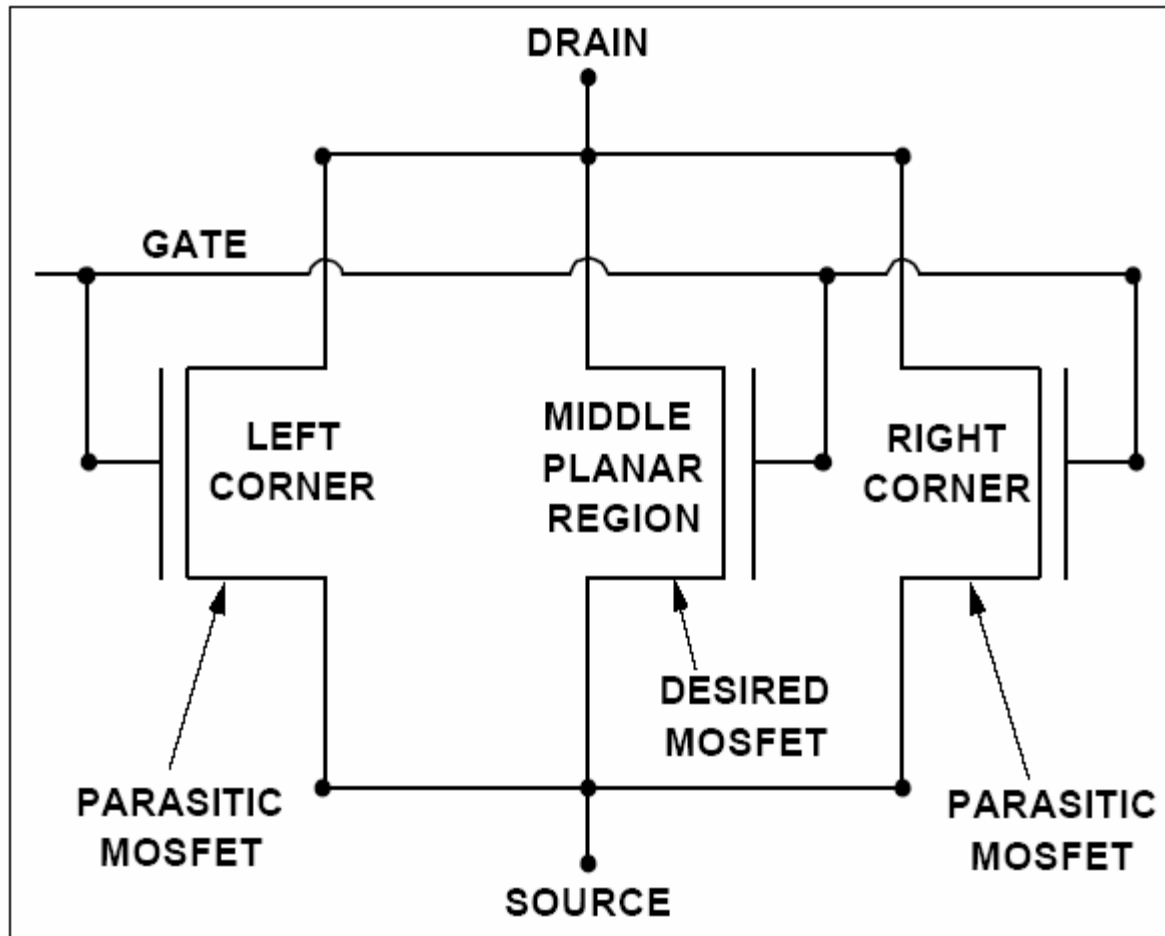 DRAIN
GATE
LEFT
CORNER
MIDDLE
PLANAR
REGION
RIGHT
CORNER
DESIRED
MOSFET
PARASITIC
MOSFET
PARASITIC
MOSFET
SOURCE